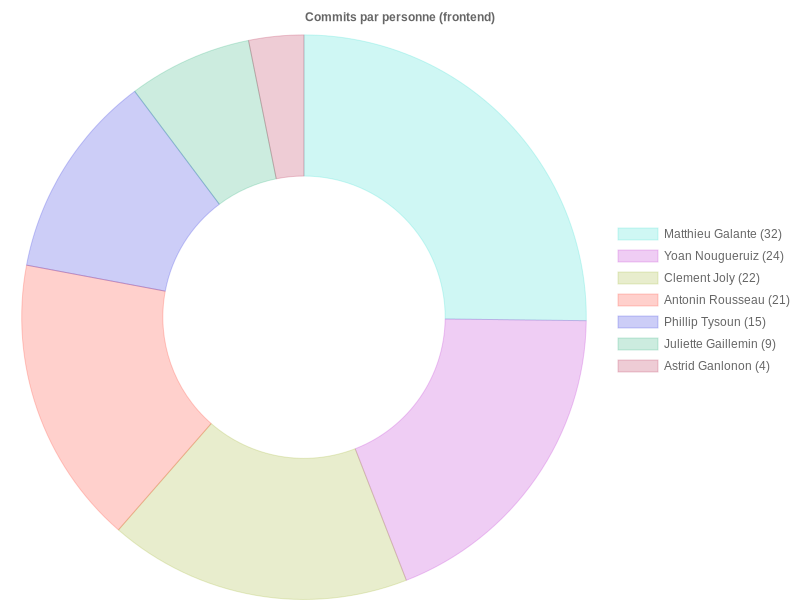 Commits par personne (frontend)
Matthieu Galante (32)
Yoan Nougueruiz (24)
Clement Joly (22)
Antonin Rousseau (21)
Phillip Tysoun (15)
Juliette Gaillemin (9)
Astrid Ganlonon (4)